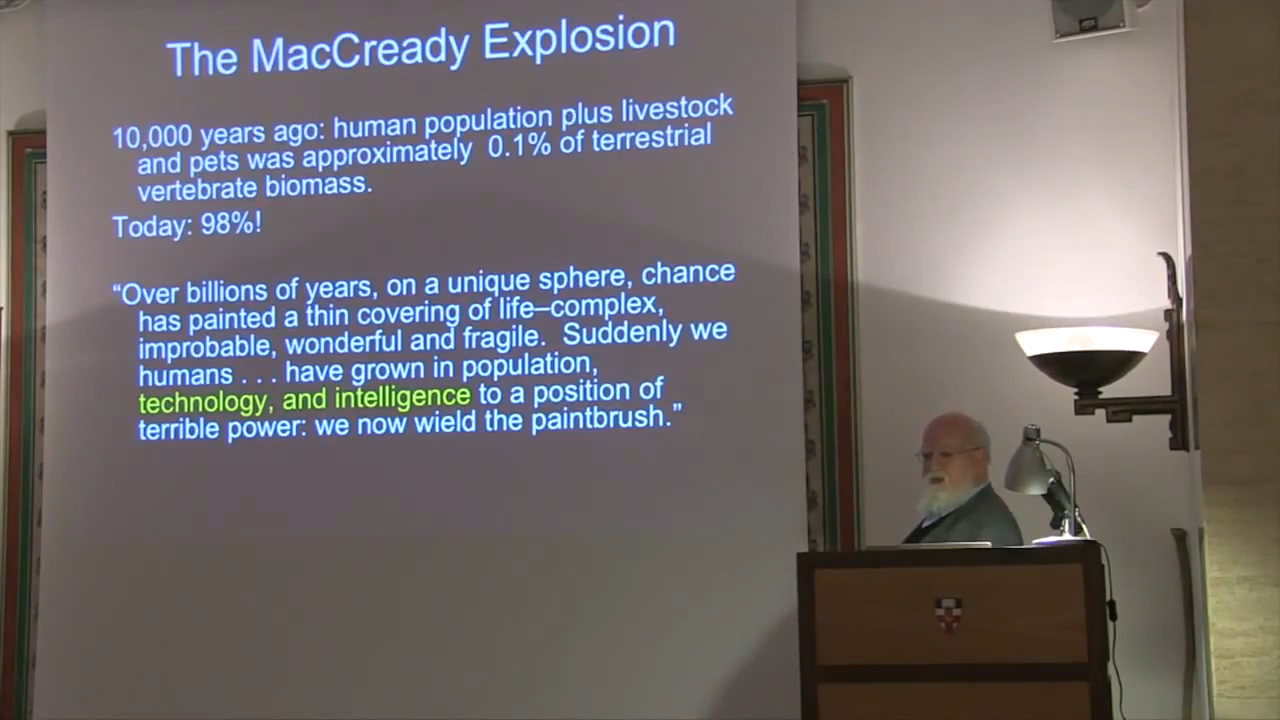 The MacCready Explosion
10,000 years ago: human population plus livestock
and pets was approximately 0.1% of terrestrial
vertebrate biomass.
Today: 98%!
“Over billions of years, on a unique sphere, chance
has painted a thin covering of life–complex,
improbable, wonderful and fragile. Suddenly we
humans . . . have grown in population,
technology, and intelligence to a position of
terrible power: we now wield the paintbrush.”